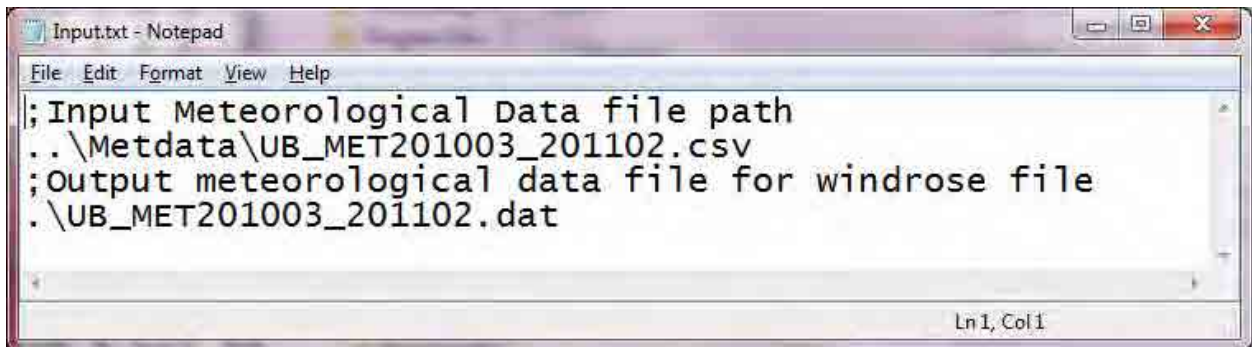 Input.txt - Notepad
File Edit Format View Help
;Input Meteorological Data file path
..\Metdata\UB_MET201003_201102.csv
;Output meteorological data file for windrose file
.\UB_MET201003_201102.dat
Ln 1, Col 1